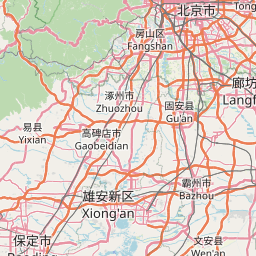 北京市
房山区
Fangshan
廊坊
Langf
涿州市
Zhuozhou
固安县
Gu'an
易县
Yixian
高碑店市
Gaobeidian
霸州市
Bazhou
雄安新区
Xiong'an
保定市
文安县
Wen'an